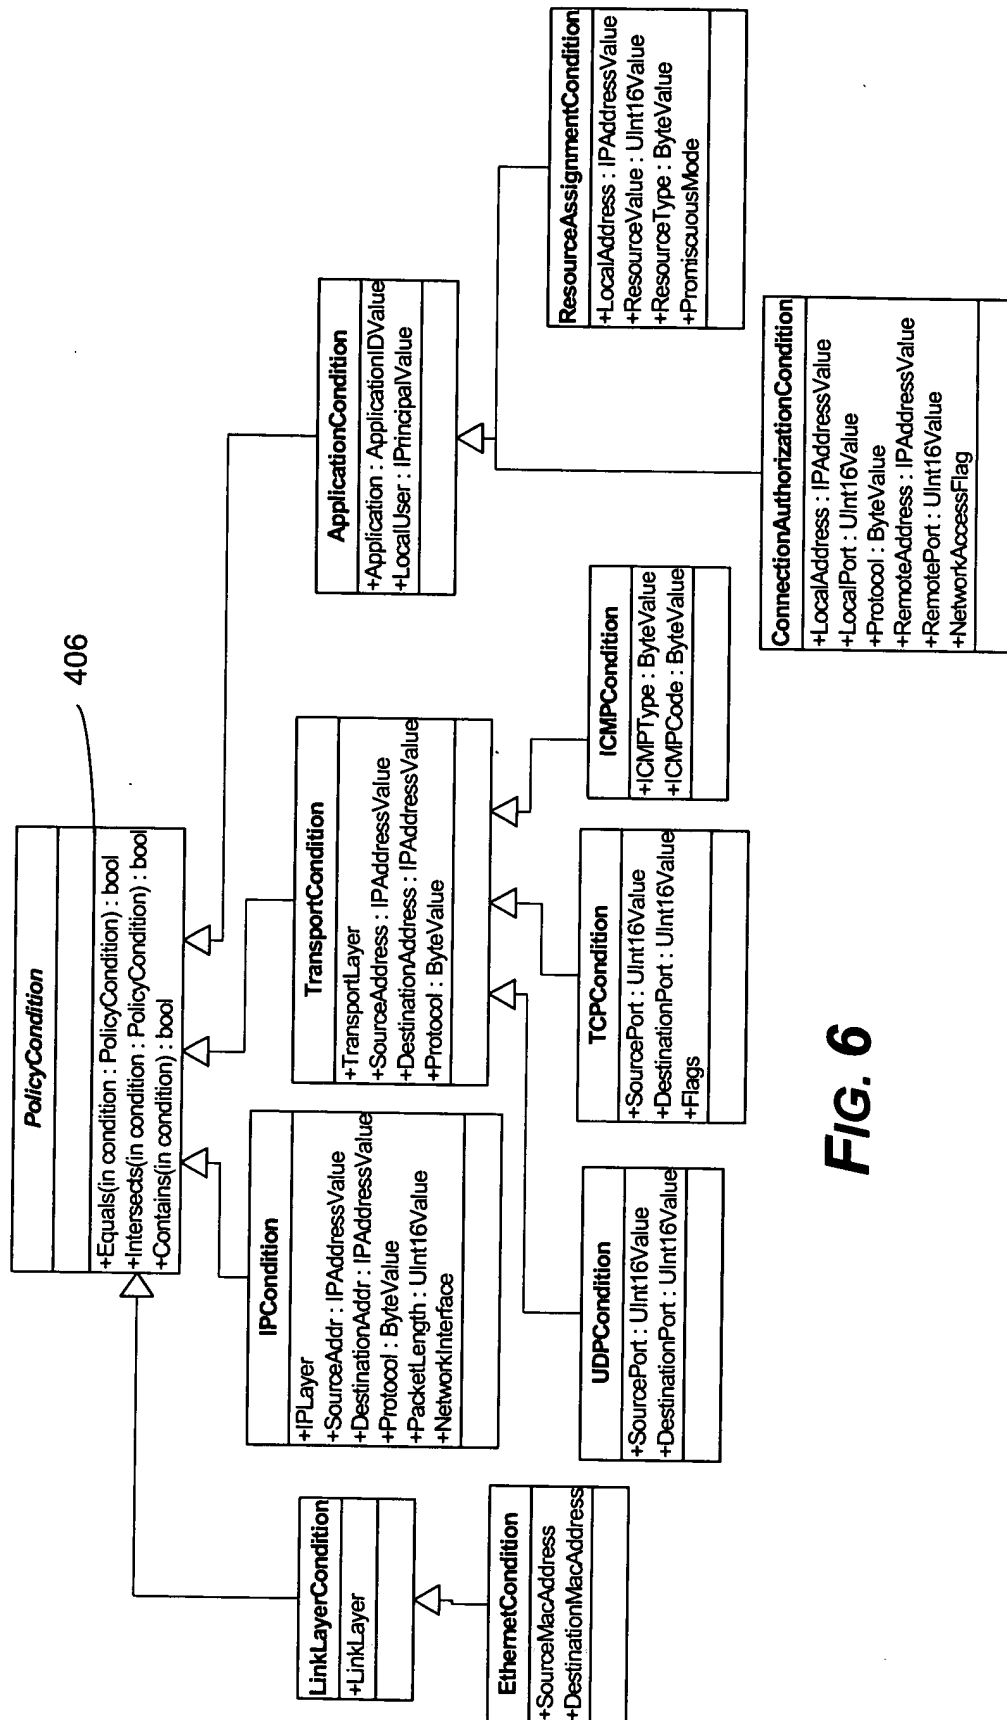 406
PolicyCondition
+Equals(in condition : PolicyCondition) : bool
+Intersects(in condition : PolicyCondition) : bool
+Contains(in condition) : bool
LinkLayerCondition
+LinkLayer
EthernetCondition
+SourceMacAddress
+DestinationMacAddress
IPCondition
+IPLayer
+SourceAddr : IPAddressValue
+DestinationAddr : IPAddressValue
+Protocol : ByteValue
+PacketLength : UInt16Value
+NetworkInterface
TransportCondition
+TransportLayer
+SourceAddress : IPAddressValue
+DestinationAddress : IPAddressValue
+Protocol : ByteValue
ApplicationCondition
+Application : ApplicationIDValue
+LocalUser : IPrincipalValue
UDPCondition
+SourcePort : UInt16Value
+DestinationPort : UInt16Value
TCPCondition
+SourcePort : UInt16Value
+DestinationPort : UInt16Value
+Flags
ICMPCondition
+ICMPType : ByteValue
+ICMPCode : ByteValue
ResourceAssignmentCondition
+LocalAddress : IPAddressValue
+ResourceValue : UInt16Value
+ResourceType : ByteValue
+PromiscuousMode
ConnectionAuthorizationCondition
+LocalAddress : IPAddressValue
+LocalPort : UInt16Value
+Protocol : ByteValue
+RemoteAddress : IPAddressValue
+RemotePort : UInt16Value
+NetworkAccessFlag
FIG. 6